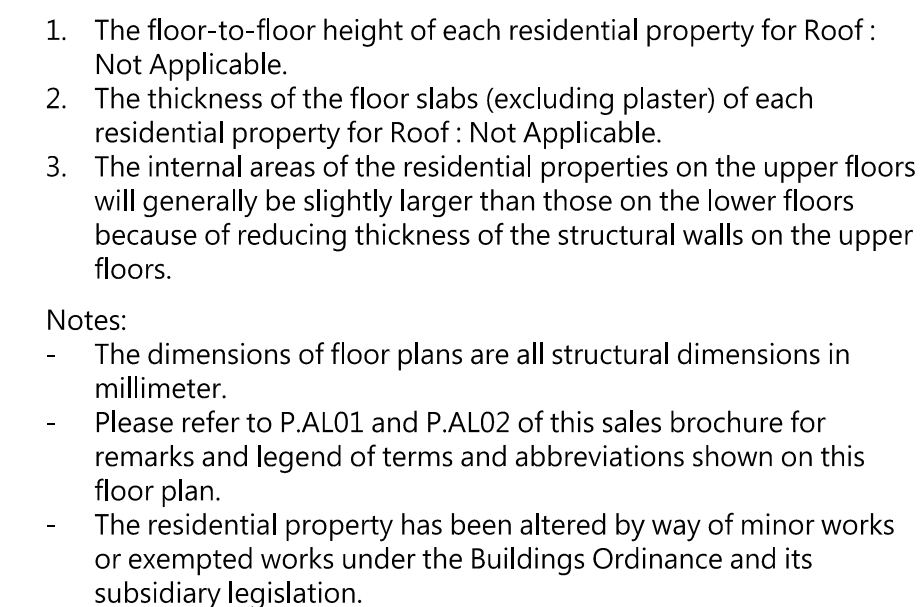 1. The floor-to-floor height of each residential property for Roof :
Not Applicable.
2. The thickness of the floor slabs (excluding plaster) of each
residential property for Roof : Not Applicable.
3. The internal areas of the residential properties on the upper floors
will generally be slightly larger than those on the lower floors
because of reducing thickness of the structural walls on the upper
floors.
Notes:
- The dimensions of floor plans are all structural dimensions in
millimeter.
- Please refer to P.AL01 and P.AL02 of this sales brochure for
remarks and legend of terms and abbreviations shown on this
floor plan.
- The residential property has been altered by way of minor works
or exempted works under the Buildings Ordinance and its
subsidiary legislation.